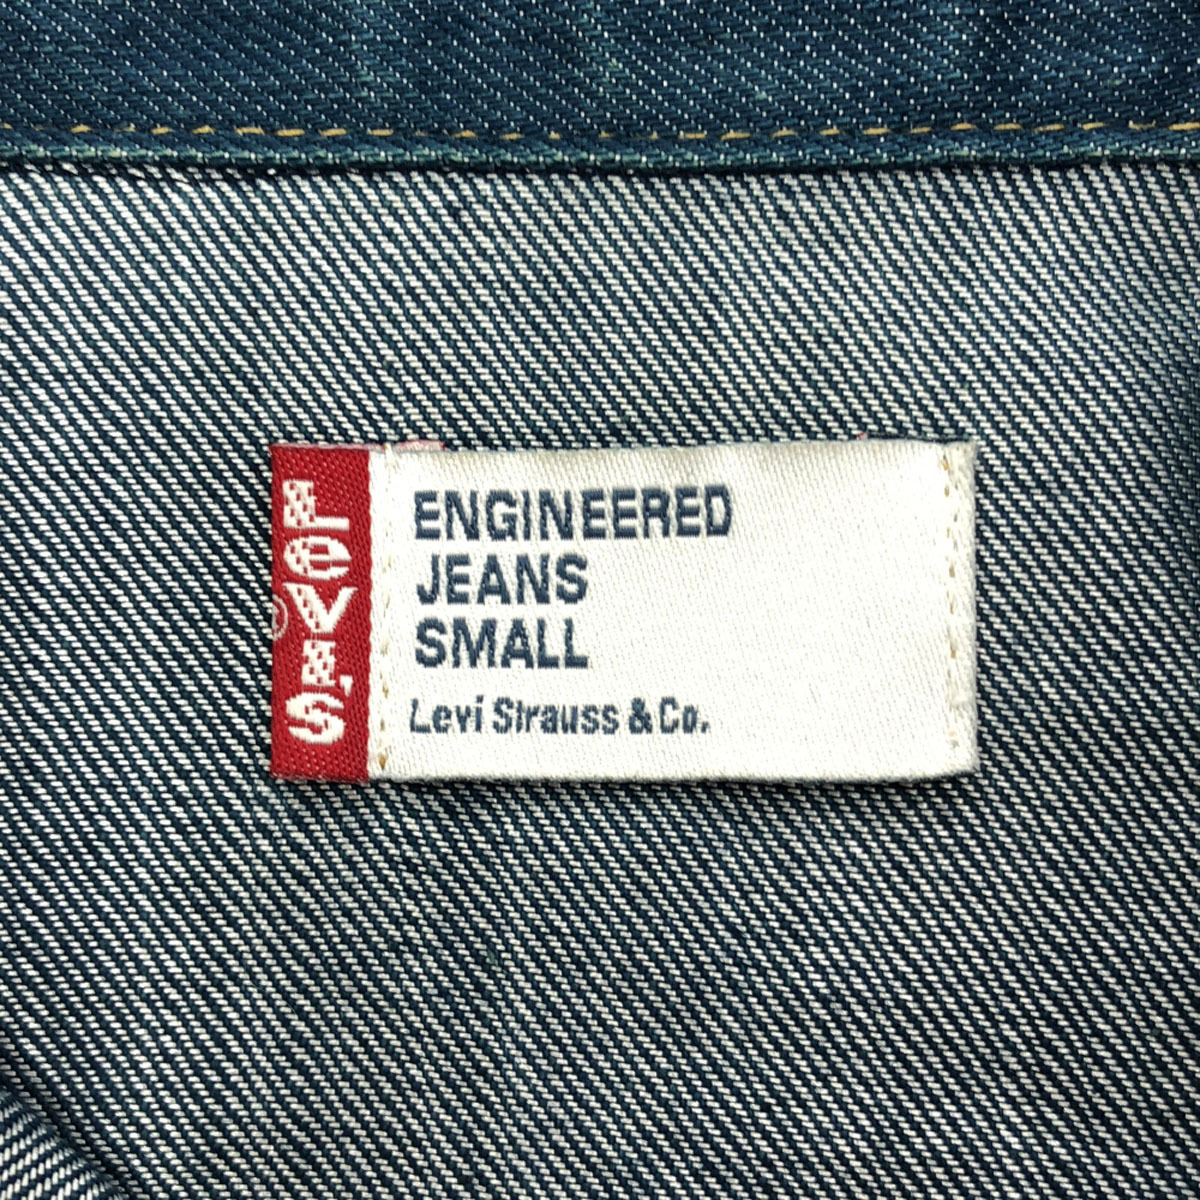 LEVI'S
®
ENGINEERED
JEANS
SMALL
Levi Strauss & Co.